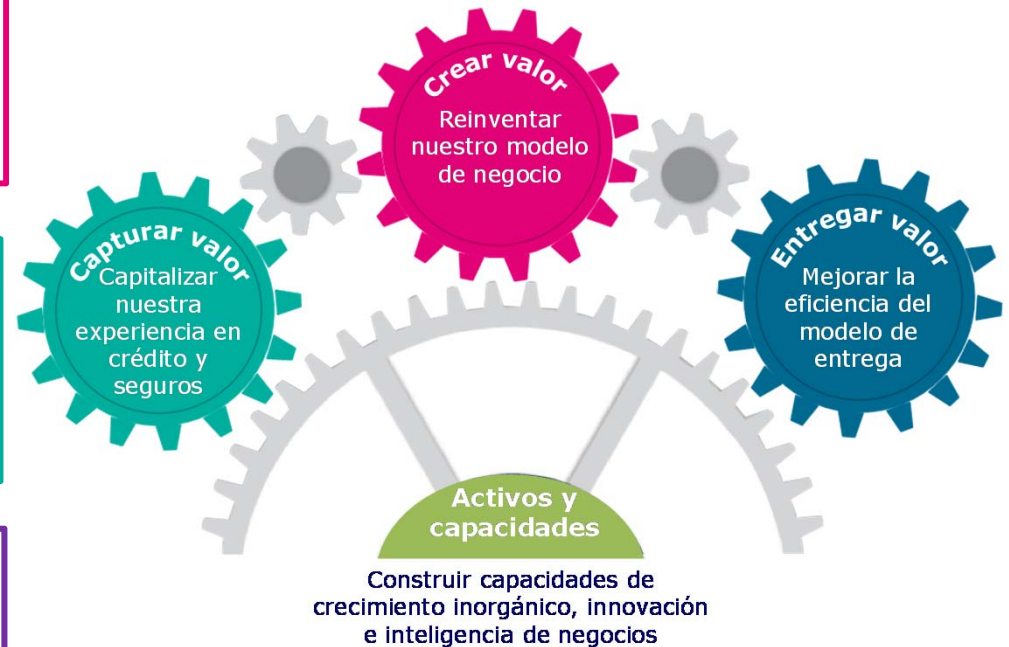 Crear valor
Reinventar
nuestro modelo
de negocio
Capturar valor
Capitalizar
nuestra
experiencia en
crédito y
seguros
Entregar valor
Mejorar la
eficiencia del
modelo de
entrega
Activos y
capacidades
Construir capacidades de
crecimiento inorgánico, innovación
e inteligencia de negocios